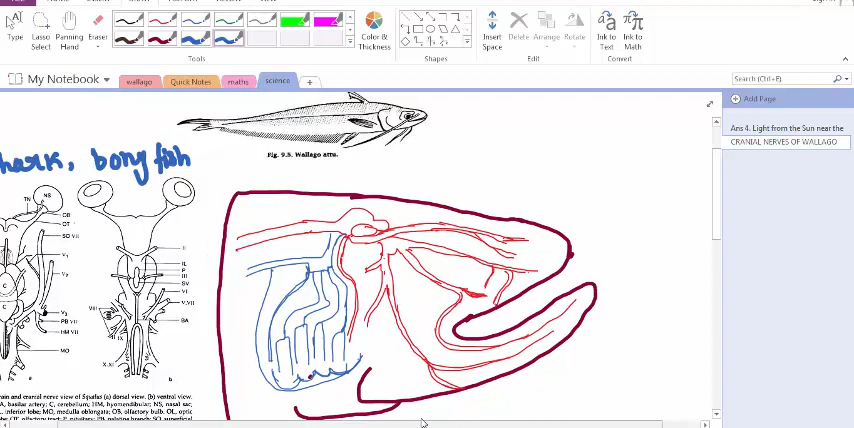 Type
Lasso Select
Panning Hand
Eraser
Color & Thickness
Insert Space
Delete
Arrange
Rotate
Ink to Text
Ink to Math
Tools
Shapes
Edit
Convert
My Notebook
wallago
Quick Notes
maths
science
Search (Ctrl+E)
Add Page
Ans 4. Light from the Sun near the
CRANIAL NERVES OF WALLAGO
Fig. 9.5. Wallago attu.
hark, bony fish
TN
NS
OB
OT
SO VII
V₁
V₂
C
C
V₃
PB VII
HM VII
MO
a
II
IL
P
III
SV
VI
V,VII
VIII
BA
IX
X-XI
b
ain and cranial nerve view of Squalus (a) dorsal view. (b) ventral view.
A, basilar artery; C, cerebellum; HM, hyomendibular; NS, nasal sac;
, inferior lobe; MO, medulla oblongata; OB, olfactory bulb, OL, optic